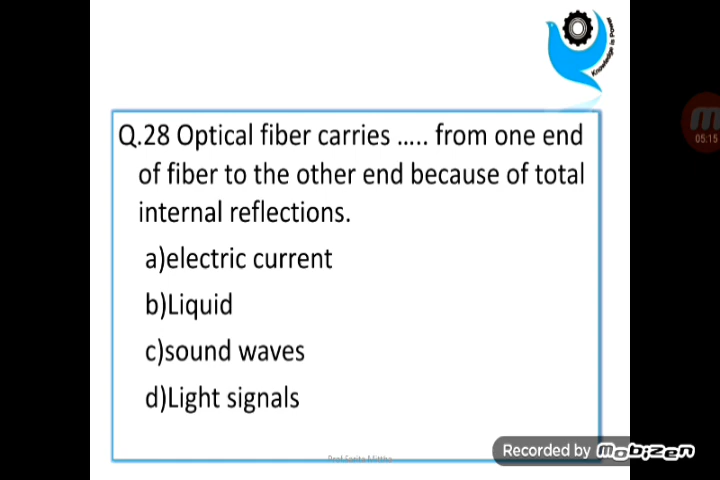 Knowledge is Power
05:15
Q.28 Optical fiber carries ..... from one end
of fiber to the other end because of total
internal reflections.
a)electric current
b)Liquid
c)sound waves
d)Light signals
Recorded by mobizen